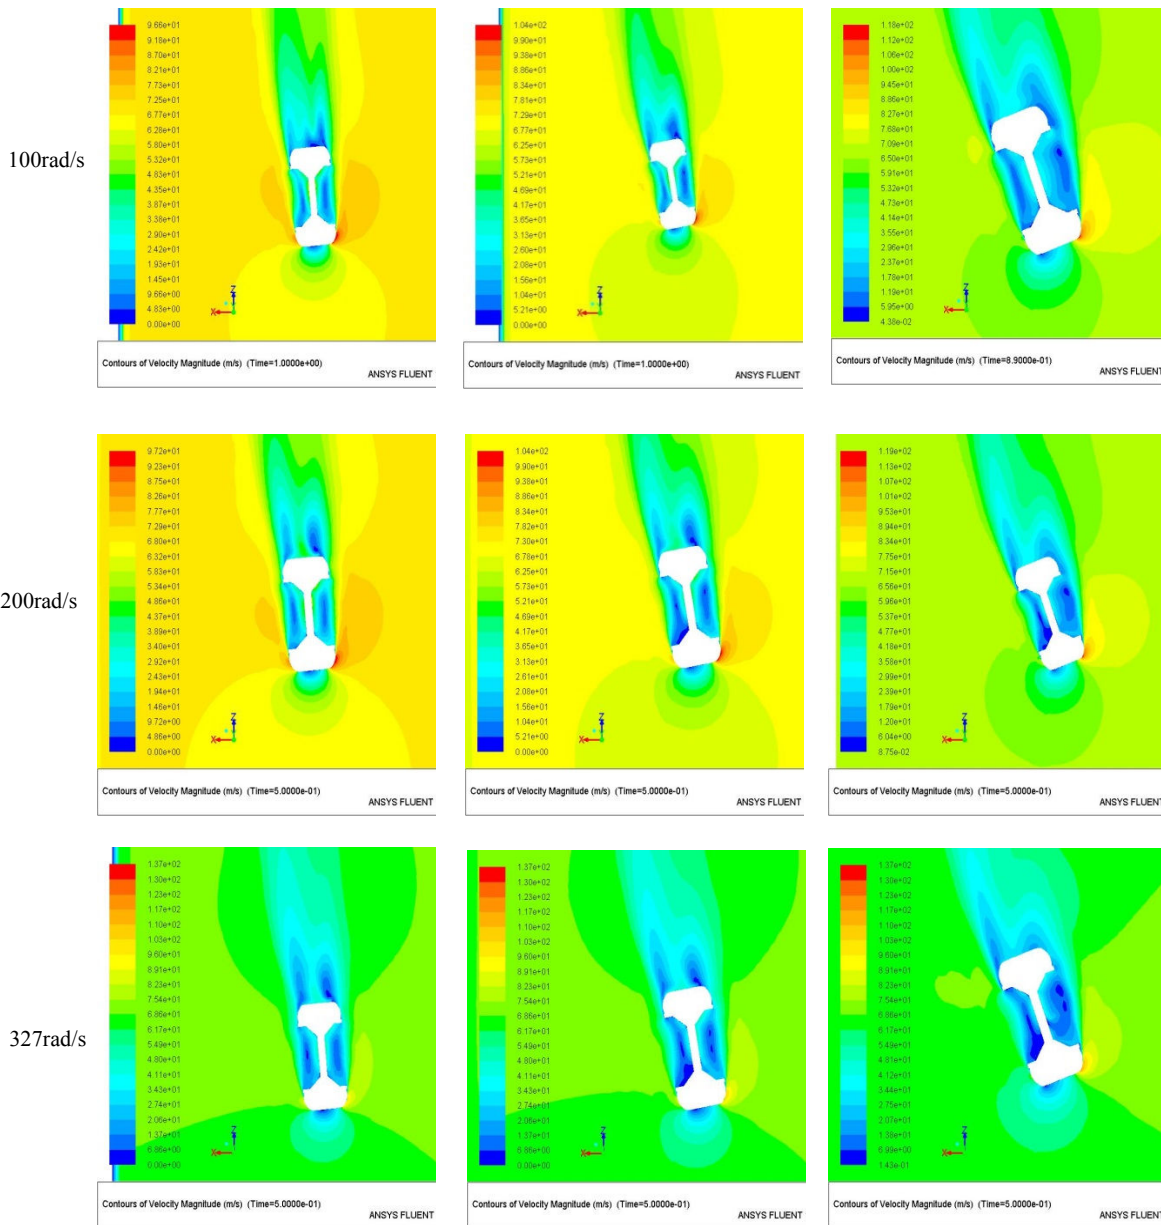 100rad/s
9.66e+01
9.18e+01
8.70e+01
8.21e+01
7.73e+01
7.25e+01
6.77e+01
6.28e+01
5.80e+01
5.32e+01
4.83e+01
4.35e+01
3.87e+01
3.38e+01
2.90e+01
2.42e+01
1.93e+01
1.45e+01
9.66e+00
4.83e+00
0.00e+00
Z
X
Contours of Velocity Magnitude (m/s) (Time=1.0000e+00)
ANSYS FLUENT
1.04e+02
9.90e+01
9.38e+01
8.86e+01
8.34e+01
7.81e+01
7.29e+01
6.77e+01
6.25e+01
5.73e+01
5.21e+01
4.69e+01
4.17e+01
3.65e+01
3.13e+01
2.60e+01
2.08e+01
1.56e+01
1.04e+01
5.21e+00
0.00e+00
Z
X
Contours of Velocity Magnitude (m/s) (Time=1.0000e+00)
ANSYS FLUENT
1.18e+02
1.12e+02
1.06e+02
1.00e+02
9.45e+01
8.86e+01
8.27e+01
7.68e+01
7.09e+01
6.50e+01
5.91e+01
5.32e+01
4.73e+01
4.14e+01
3.55e+01
2.96e+01
2.37e+01
1.78e+01
1.19e+01
5.95e+00
4.38e-02
Z
X
Contours of Velocity Magnitude (m/s) (Time=8.9000e-01)
ANSYS FLUENT
200rad/s
9.72e+01
9.23e+01
8.75e+01
8.26e+01
7.77e+01
7.29e+01
6.80e+01
6.32e+01
5.83e+01
5.34e+01
4.86e+01
4.37e+01
3.89e+01
3.40e+01
2.92e+01
2.43e+01
1.94e+01
1.46e+01
9.72e+00
4.86e+00
0.00e+00
Z
X
Contours of Velocity Magnitude (m/s) (Time=5.0000e-01)
ANSYS FLUENT
1.04e+02
9.90e+01
9.38e+01
8.86e+01
8.34e+01
7.82e+01
7.30e+01
6.78e+01
6.25e+01
5.73e+01
5.21e+01
4.69e+01
4.17e+01
3.65e+01
3.13e+01
2.61e+01
2.08e+01
1.56e+01
1.04e+01
5.21e+00
0.00e+00
Z
X
Contours of Velocity Magnitude (m/s) (Time=5.0000e-01)
ANSYS FLUENT
1.19e+02
1.13e+02
1.07e+02
1.01e+02
9.53e+01
8.94e+01
8.34e+01
7.75e+01
7.15e+01
6.56e+01
5.96e+01
5.37e+01
4.77e+01
4.18e+01
3.58e+01
2.99e+01
2.39e+01
1.79e+01
1.20e+01
6.04e+00
8.75e-02
Z
X
Contours of Velocity Magnitude (m/s) (Time=5.0000e-01)
ANSYS FLUENT
327rad/s
1.37e+02
1.30e+02
1.23e+02
1.17e+02
1.10e+02
1.03e+02
9.60e+01
8.91e+01
8.23e+01
7.54e+01
6.86e+01
6.17e+01
5.49e+01
4.80e+01
4.11e+01
3.43e+01
2.74e+01
2.06e+01
1.37e+01
6.86e+00
0.00e+00
Z
X
Contours of Velocity Magnitude (m/s) (Time=5.0000e-01)
ANSYS FLUENT
1.37e+02
1.30e+02
1.23e+02
1.17e+02
1.10e+02
1.03e+02
9.60e+01
8.91e+01
8.23e+01
7.54e+01
6.86e+01
6.17e+01
5.49e+01
4.80e+01
4.11e+01
3.43e+01
2.74e+01
2.06e+01
1.37e+01
6.86e+00
0.00e+00
Z
X
Contours of Velocity Magnitude (m/s) (Time=5.0000e-01)
ANSYS FLUENT
1.37e+02
1.30e+02
1.23e+02
1.17e+02
1.10e+02
1.03e+02
9.60e+01
8.91e+01
8.23e+01
7.54e+01
6.86e+01
6.17e+01
5.49e+01
4.81e+01
4.12e+01
3.44e+01
2.75e+01
2.07e+01
1.38e+01
6.99e+00
1.43e-01
Z
X
Contours of Velocity Magnitude (m/s) (Time=5.0000e-01)
ANSYS FLUENT